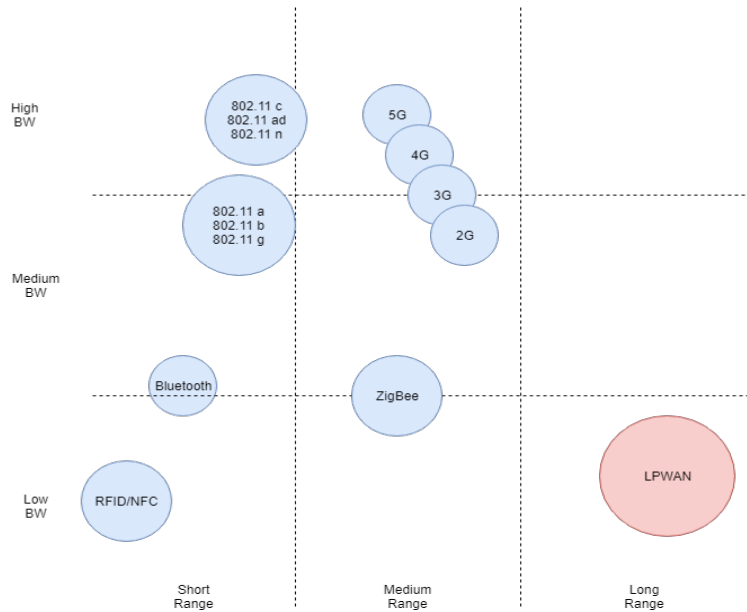 High
BW
802.11 c
802.11 ad
802.11 n
5G
4G
3G
2G
802.11 a
802.11 b
802.11 g
Medium
BW
Bluetooth
ZigBee
RFID/NFC
LPWAN
Low
BW
Short
Range
Medium
Range
Long
Range